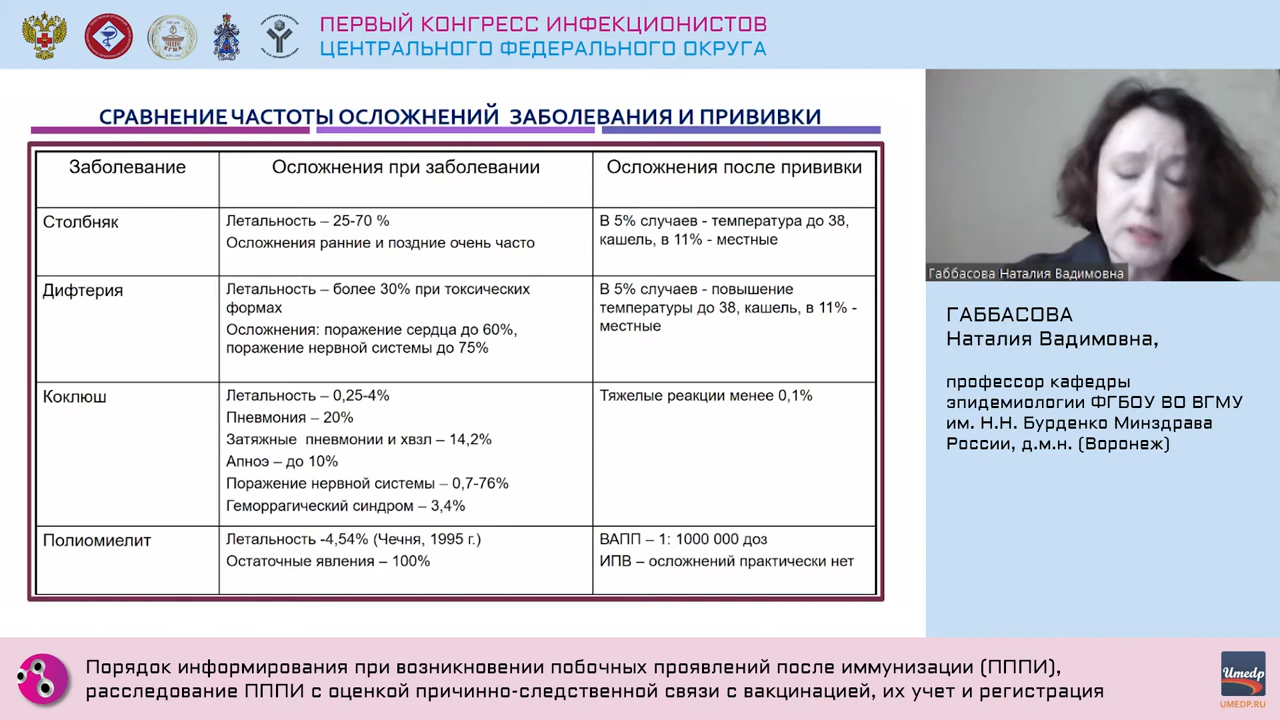 ПЕРВЫЙ КОНГРЕСС ИНФЕКЦИОНИСТОВ
ЦЕНТРАЛЬНОГО ФЕДЕРАЛЬНОГО ОКРУГА
СРАВНЕНИЕ ЧАСТОТЫ ОСЛОЖНЕНИЙ ЗАБОЛЕВАНИЯ И ПРИВИВКИ
Заболевание
Осложнения при заболевании
Осложнения после прививки
Столбняк
Летальность – 25-70 %
Осложнения ранние и поздние очень часто
В 5% случаев - температура до 38,
кашель, в 11% - местные
Дифтерия
Летальность – более 30% при токсических
формах
Осложнения: поражение сердца до 60%,
поражение нервной системы до 75%
В 5% случаев - повышение
температуры до 38, кашель, в 11% -
местные
Коклюш
Летальность – 0,25-4%
Пневмония – 20%
Затяжные пневмонии и хвзл – 14,2%
Апноэ – до 10%
Поражение нервной системы – 0,7-76%
Геморрагический синдром – 3,4%
Тяжелые реакции менее 0,1%
Полиомиелит
Летальность -4,54% (Чечня, 1995 г.)
Остаточные явления – 100%
ВАПП – 1: 1000 000 доз
ИПВ – осложнений практически нет
Габбасова Наталия Вадимовна
ГАББАСОВА
Наталия Вадимовна,
профессор кафедры
эпидемиологии ФГБОУ ВО ВГМУ
им. Н.Н. Бурденко Минздрава
России, д.м.н. (Воронеж)
Порядок информирования при возникновении побочных проявлений после иммунизации (ПППИ),
расследование ПППИ с оценкой причинно-следственной связи с вакцинацией, их учет и регистрация
Umedp
UMEDP.RU